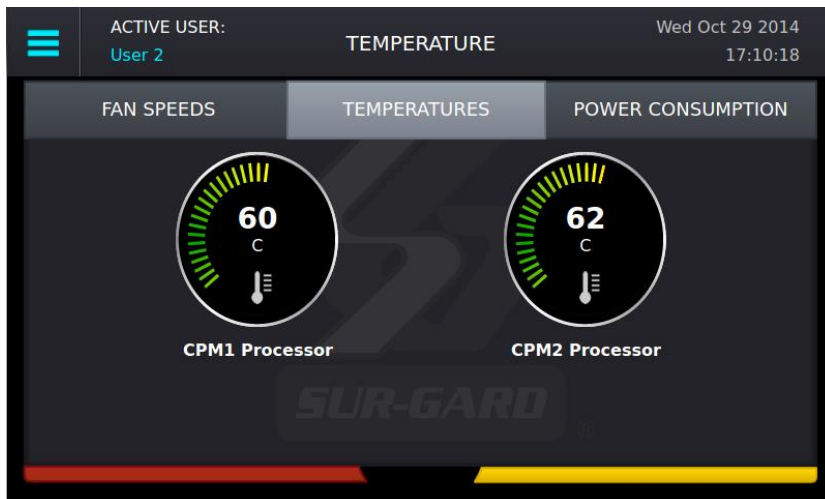 ACTIVE USER:
User 2
TEMPERATURE
Wed Oct 29 2014
17:10:18
FAN SPEEDS
TEMPERATURES
POWER CONSUMPTION
60
C
CPM1 Processor
62
C
CPM2 Processor
SUR-GARD
®